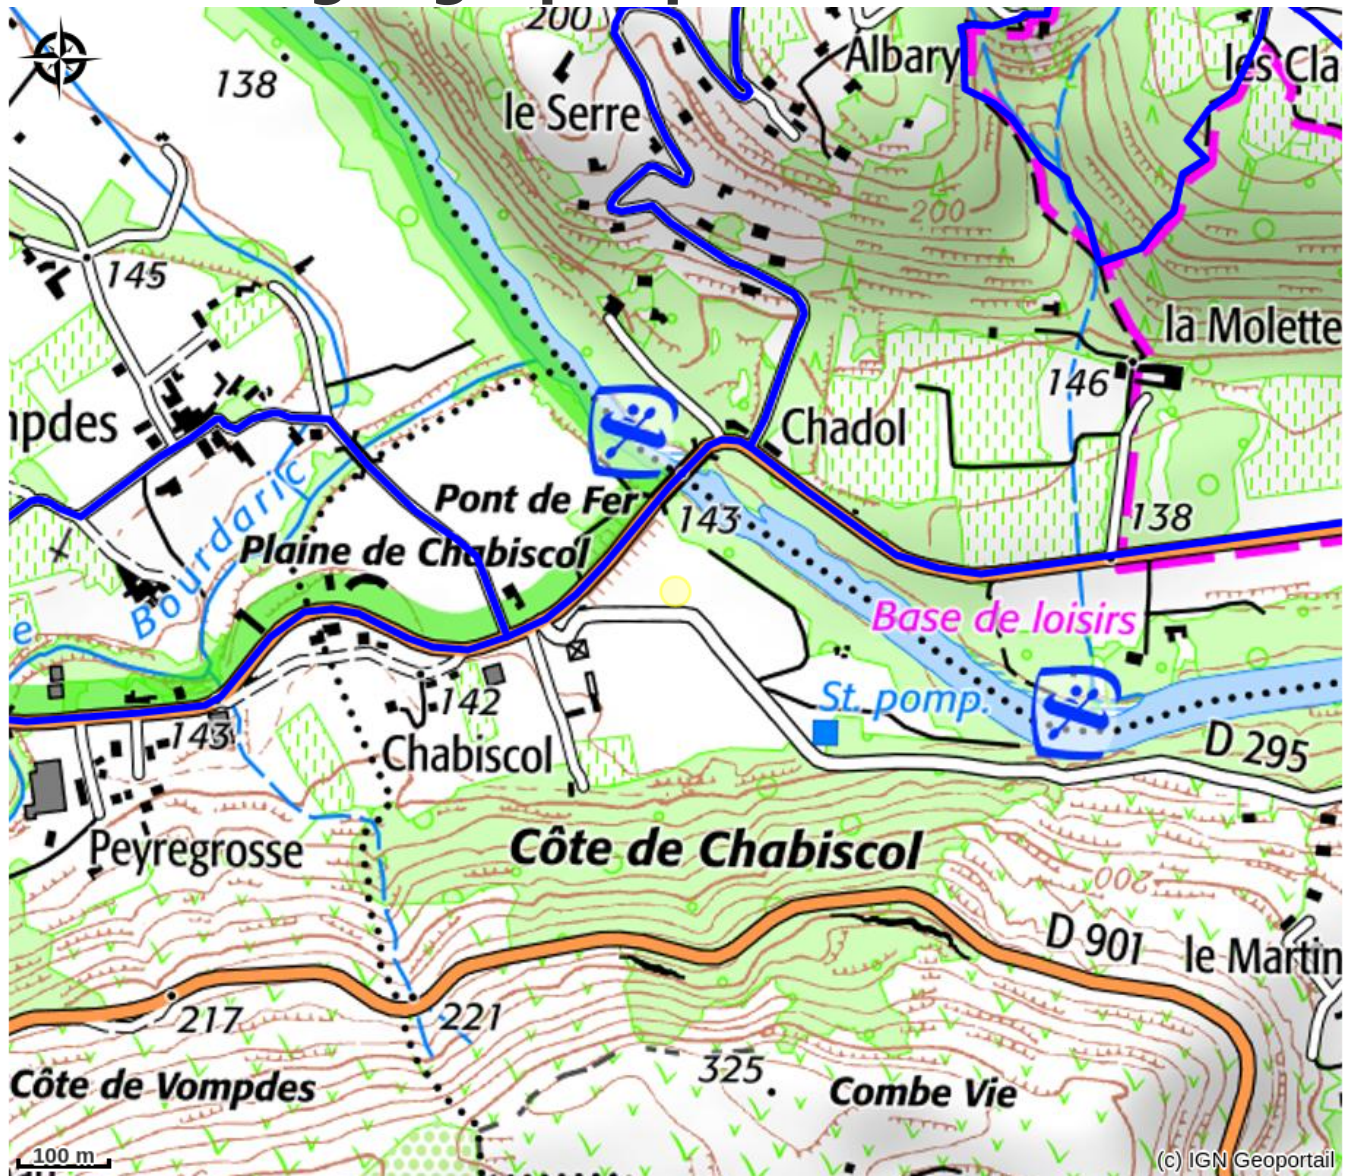 200
Albary
les Cla
138
le Serre
200
145
la Molette
146
mpdes
Chadol
Bourdaric
Pont de Fer
143
138
Plaine de Chabiscol
Base de loisirs
e
St. pomp.
142
143
Chabiscol
D 295
Peyregrosse
Côte de Chabiscol
200
D 901
le Martin
217
221
325
Côte de Vompdes
Combe Vie
100 m
(c) IGN Geoportail